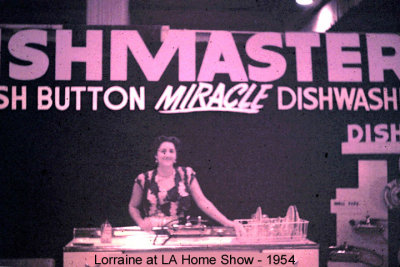 ISHMASTER
SH BUTTON MIRACLE DISHWASH
DISH
Lorraine at LA Home Show - 1954